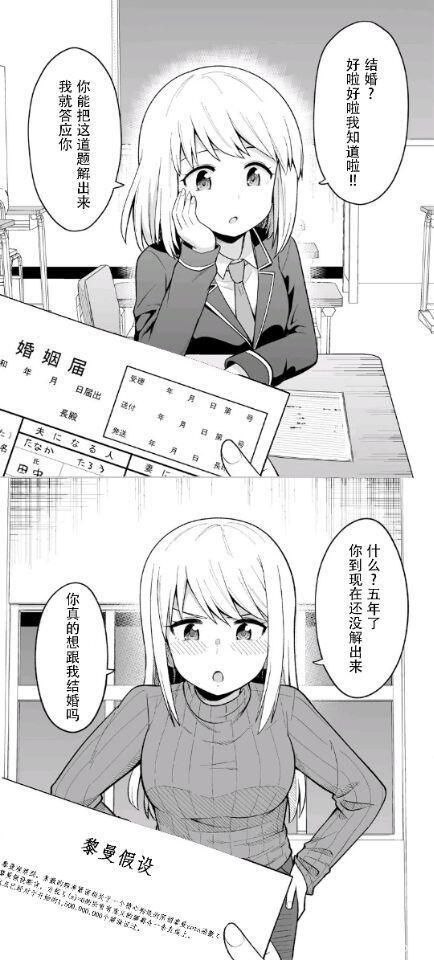 结婚？
好啦好啦我知道啦!!
你能把这道题解出来
我就答应你
婚姻届
和 年 月 日届出
長殿
受理 年 月 日 第 号
送付 年 月 日 第 号
発送 年 月 日 長
夫になる人
妻に
たなか たろう
氏
名
田中
什么？五年了
你到现在还没解出来
你真的想跟我结婚吗
黎曼假设